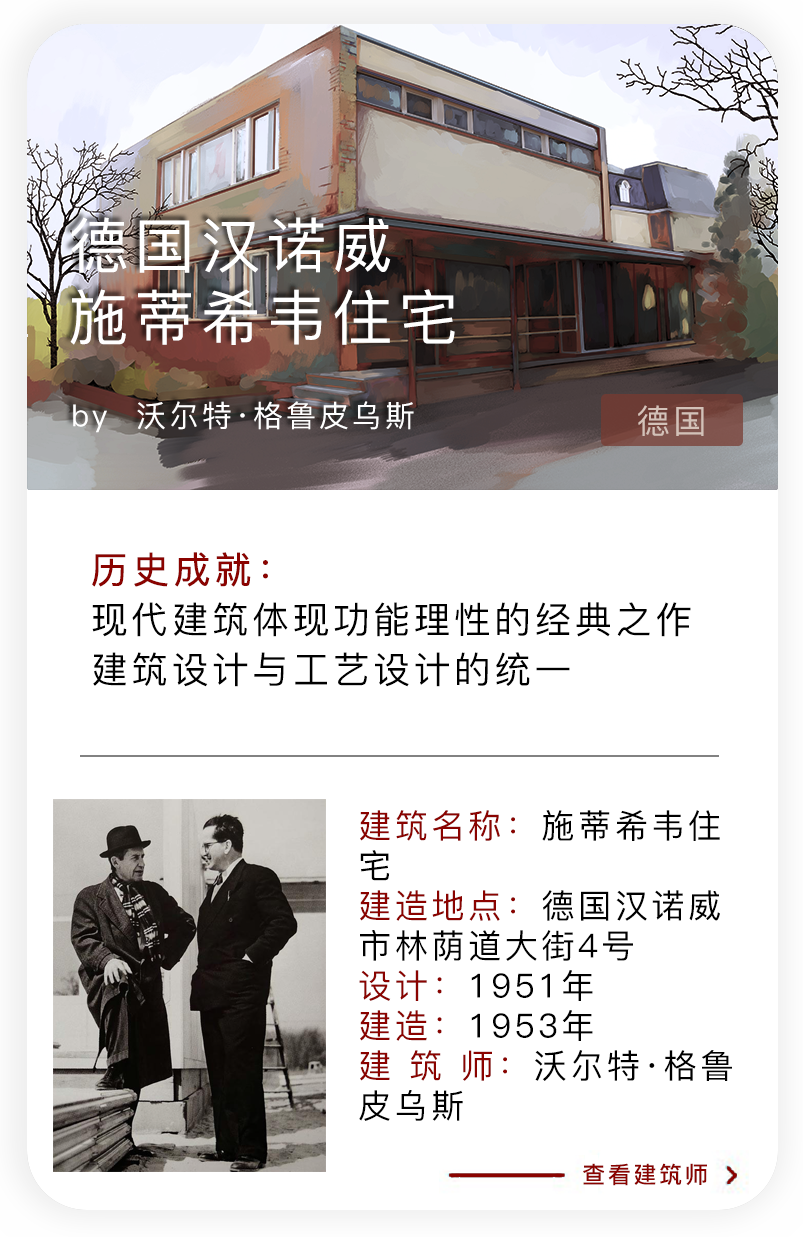 德国汉诺威
施蒂希韦住宅
by 沃尔特·格鲁皮乌斯
德国
历史成就：
现代建筑体现功能理性的经典之作
建筑设计与工艺设计的统一
建筑名称：施蒂希韦住
宅
建造地点：德国汉诺威
市林荫道大街4号
设计：1951年
建造：1953年
建 筑 师：沃尔特·格鲁
皮乌斯
查看建筑师 >